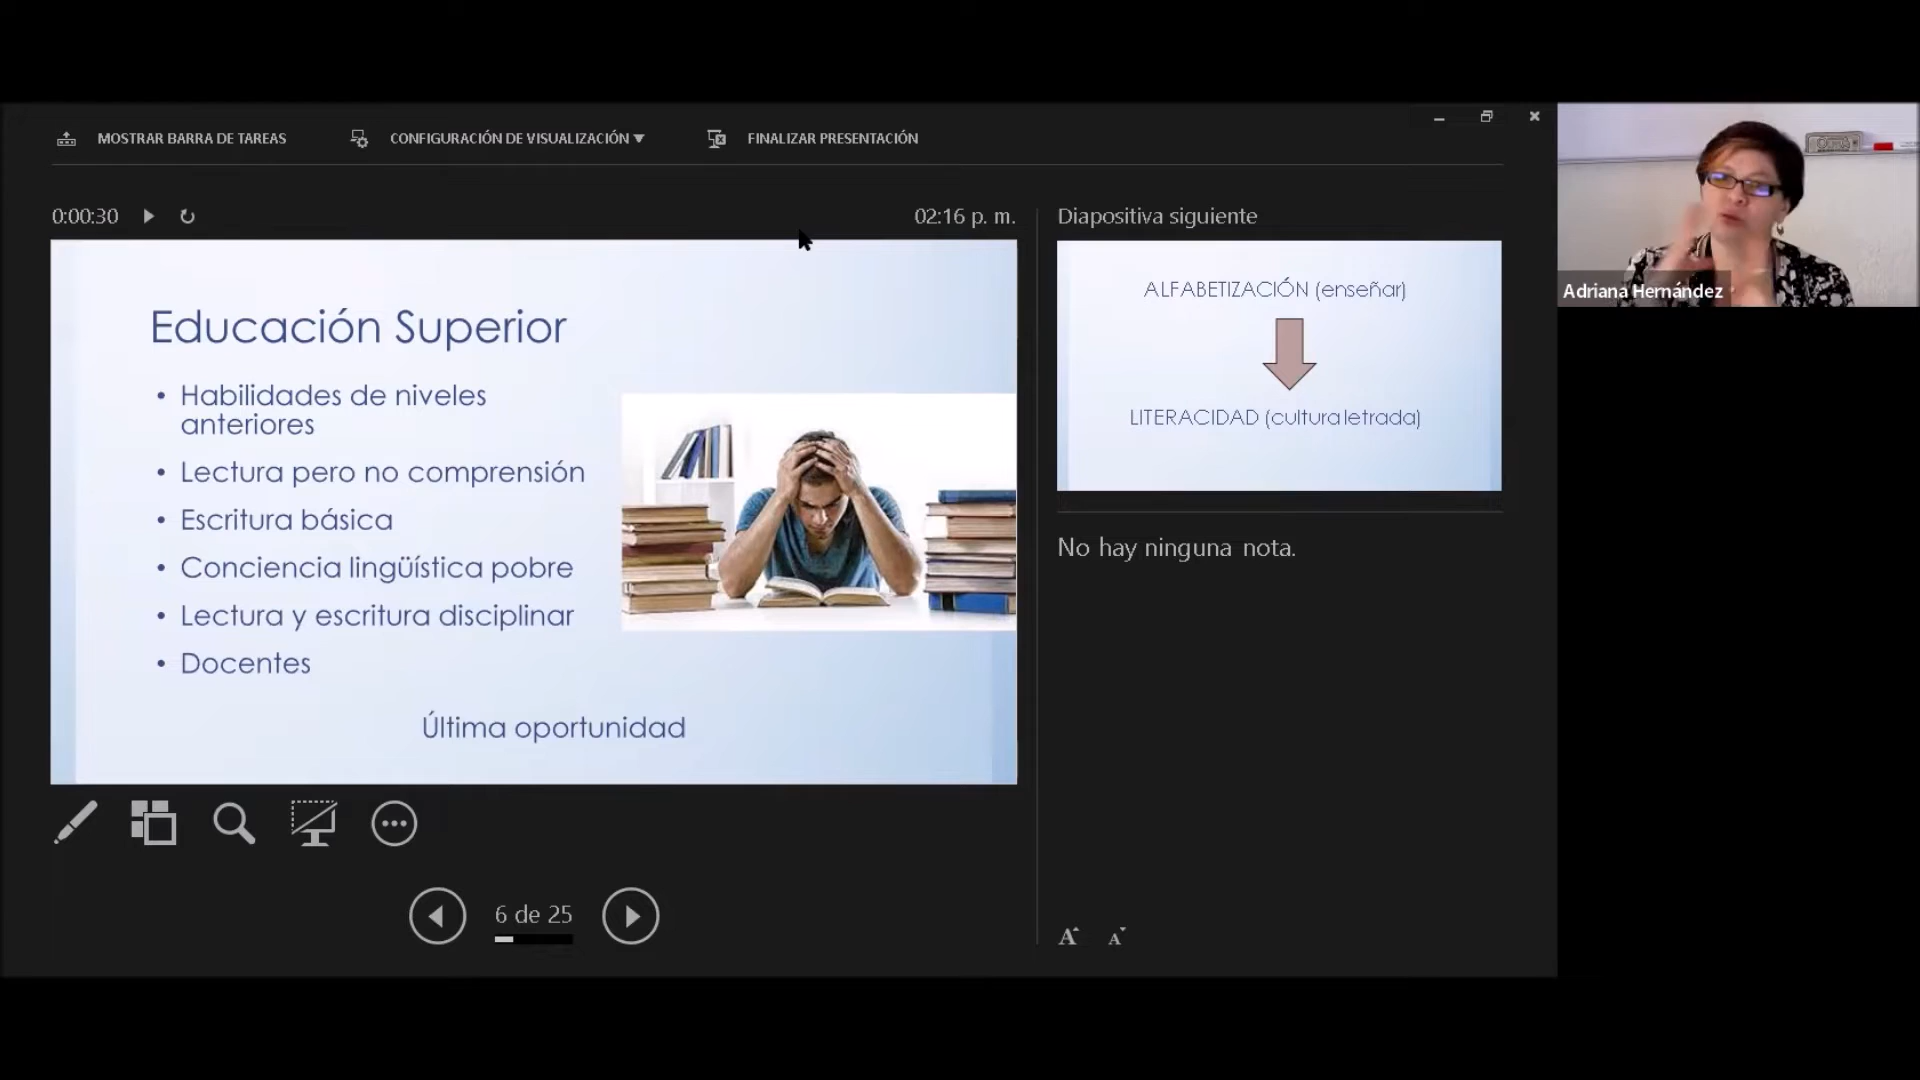 MOSTRAR BARRA DE TAREAS
CONFIGURACIÓN DE VISUALIZACIÓN
FINALIZAR PRESENTACIÓN
0:00:30
02:16 p. m.
Educación Superior
• Habilidades de niveles
anteriores
• Lectura pero no comprensión
• Escritura básica
• Conciencia lingüística pobre
• Lectura y escritura disciplinar
• Docentes
Última oportunidad
6 de 25
Diapositiva siguiente
ALFABETIZACIÓN (enseñar)
LITERACIDAD (cultura letrada)
No hay ninguna nota.
A A
Adriana Hernández